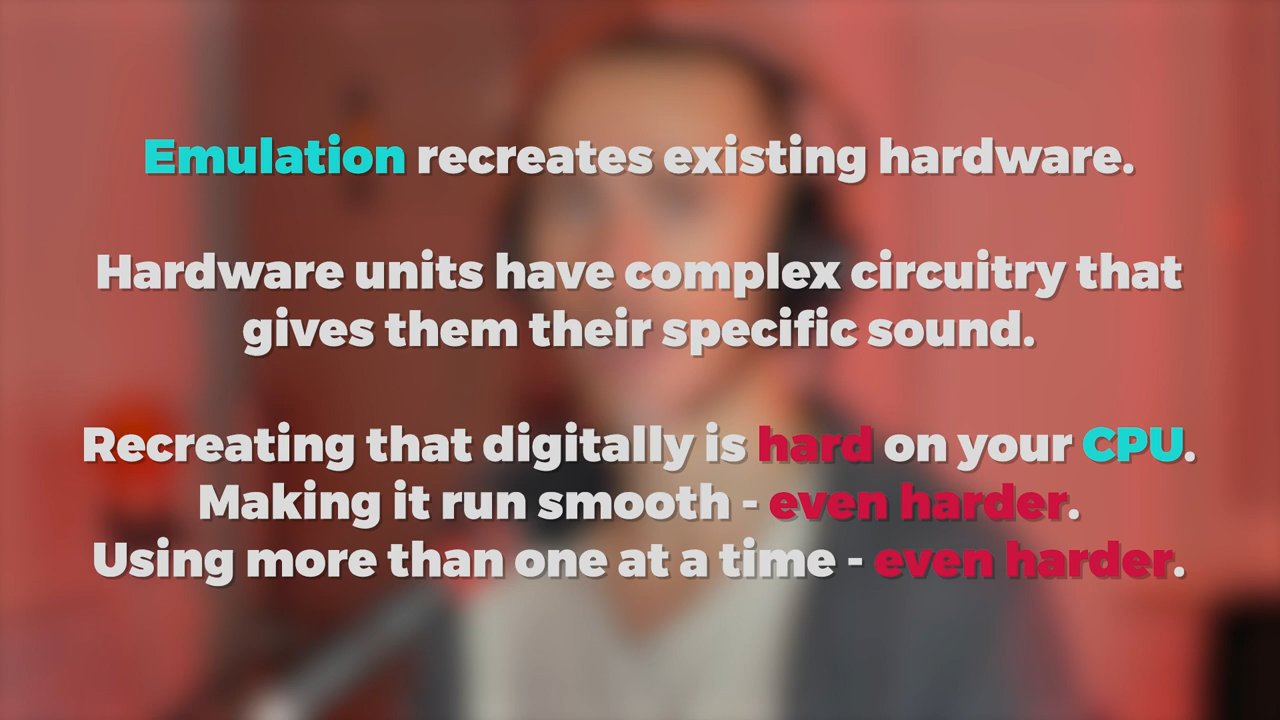 Emulation recreates existing hardware.
Hardware units have complex circuitry that
gives them their specific sound.
Recreating that digitally is hard on your CPU.
Making it run smooth - even harder.
Using more than one at a time - even harder.